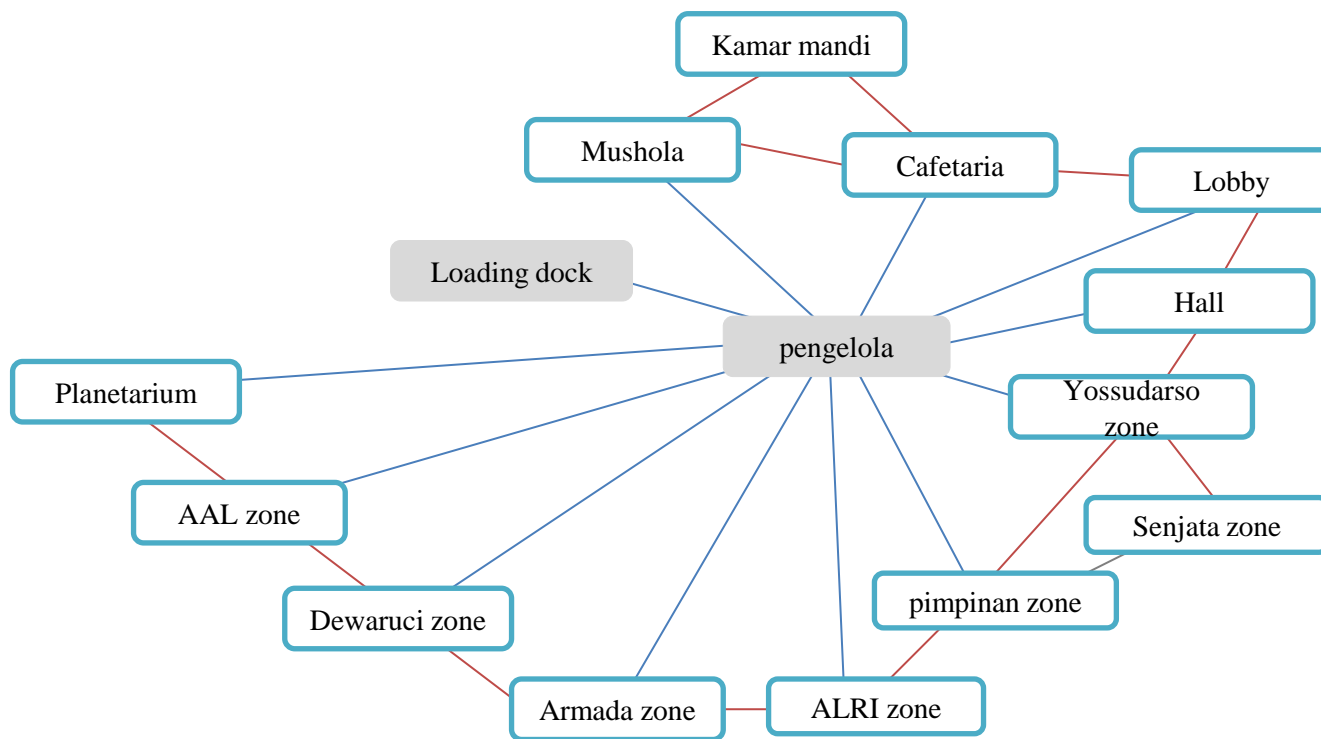 Kamar mandi
Mushola
Cafetaria
Lobby
Loading dock
Hall
pengelola
Planetarium
Yossudarso
zone
AAL zone
Senjata zone
pimpinan zone
Dewaruci zone
Armada zone
ALRI zone